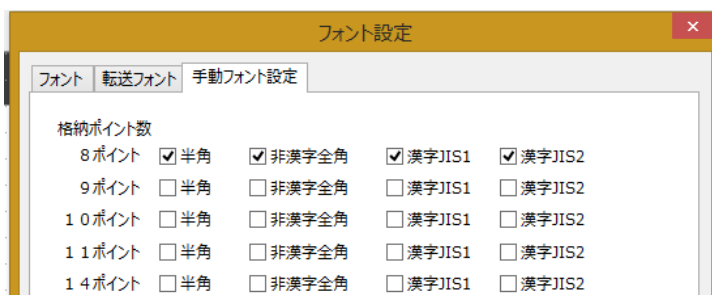 フォント設定
フォント 転送フォント 手動フォント設定
格納ポイント数
8ポイント 半角 非漢字全角 漢字JIS1 漢字JIS2
9ポイント 半角 非漢字全角 漢字JIS1 漢字JIS2
10ポイント 半角 非漢字全角 漢字JIS1 漢字JIS2
11ポイント 半角 非漢字全角 漢字JIS1 漢字JIS2
14ポイント 半角 非漢字全角 漢字JIS1 漢字JIS2